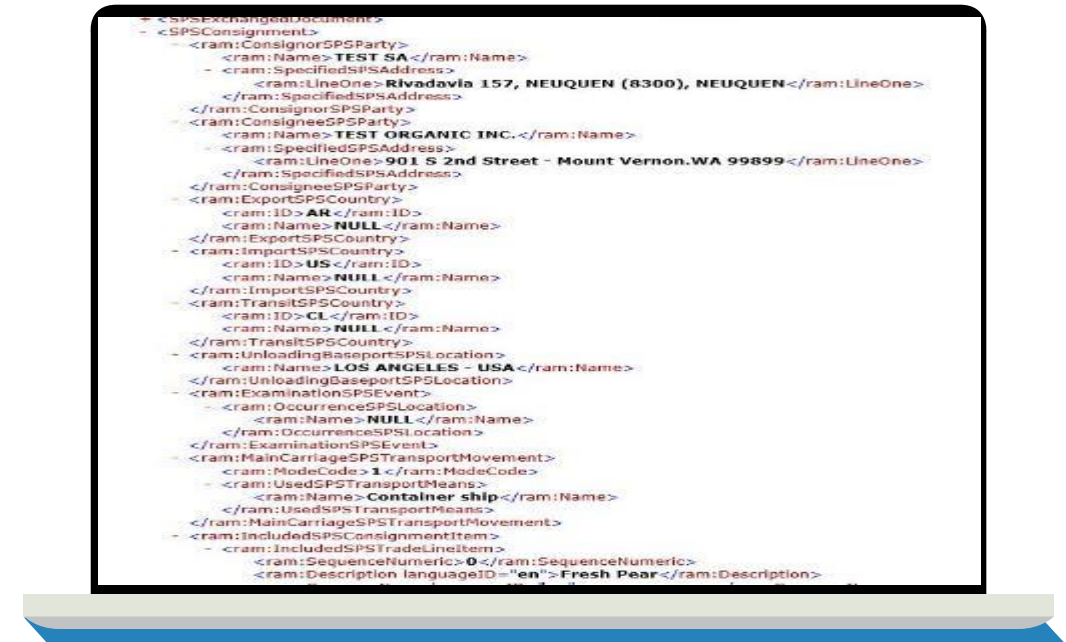 + <SPSExchangedDocument>
- <SPSConsignment>
- <ram:ConsignorSPSParty>
<ram:Name>TEST SA</ram:Name>
- <ram:SpecifiedSPSAddress>
<ram:LineOne>Rivadavia 157, NEUQUEN (8300), NEUQUEN</ram:LineOne>
</ram:SpecifiedSPSAddress>
</ram:ConsignorSPSParty>
- <ram:ConsigneeSPSParty>
<ram:Name>TEST ORGANIC INC.</ram:Name>
- <ram:SpecifiedSPSAddress>
<ram:LineOne>901 S 2nd Street - Mount Vernon.WA 99899</ram:LineOne>
</ram:SpecifiedSPSAddress>
</ram:ConsigneeSPSParty>
- <ram:ExportSPSCountry>
<ram:ID>AR</ram:ID>
<ram:Name>NULL</ram:Name>
</ram:ExportSPSCountry>
- <ram:ImportSPSCountry>
<ram:ID>US</ram:ID>
<ram:Name>NULL</ram:Name>
</ram:ImportSPSCountry>
- <ram:TransitSPSCountry>
<ram:ID>CL</ram:ID>
<ram:Name>NULL</ram:Name>
</ram:TransitSPSCountry>
- <ram:UnloadingBaseportSPSLocation>
<ram:Name>LOS ANGELES - USA</ram:Name>
</ram:UnloadingBaseportSPSLocation>
- <ram:ExaminationSPSEvent>
- <ram:OccurrenceSPSLocation>
<ram:Name>NULL</ram:Name>
</ram:OccurrenceSPSLocation>
</ram:ExaminationSPSEvent>
- <ram:MainCarriageSPSTransportMovement>
<ram:ModeCode>1</ram:ModeCode>
- <ram:UsedSPSTransportMeans>
<ram:Name>Container ship</ram:Name>
</ram:UsedSPSTransportMeans>
</ram:MainCarriageSPSTransportMovement>
- <ram:IncludedSPSConsignmentItem>
- <ram:IncludedSPSTradeLineItem>
<ram:SequenceNumeric>0</ram:SequenceNumeric>
<ram:Description languageID="en">Fresh Pear</ram:Description>